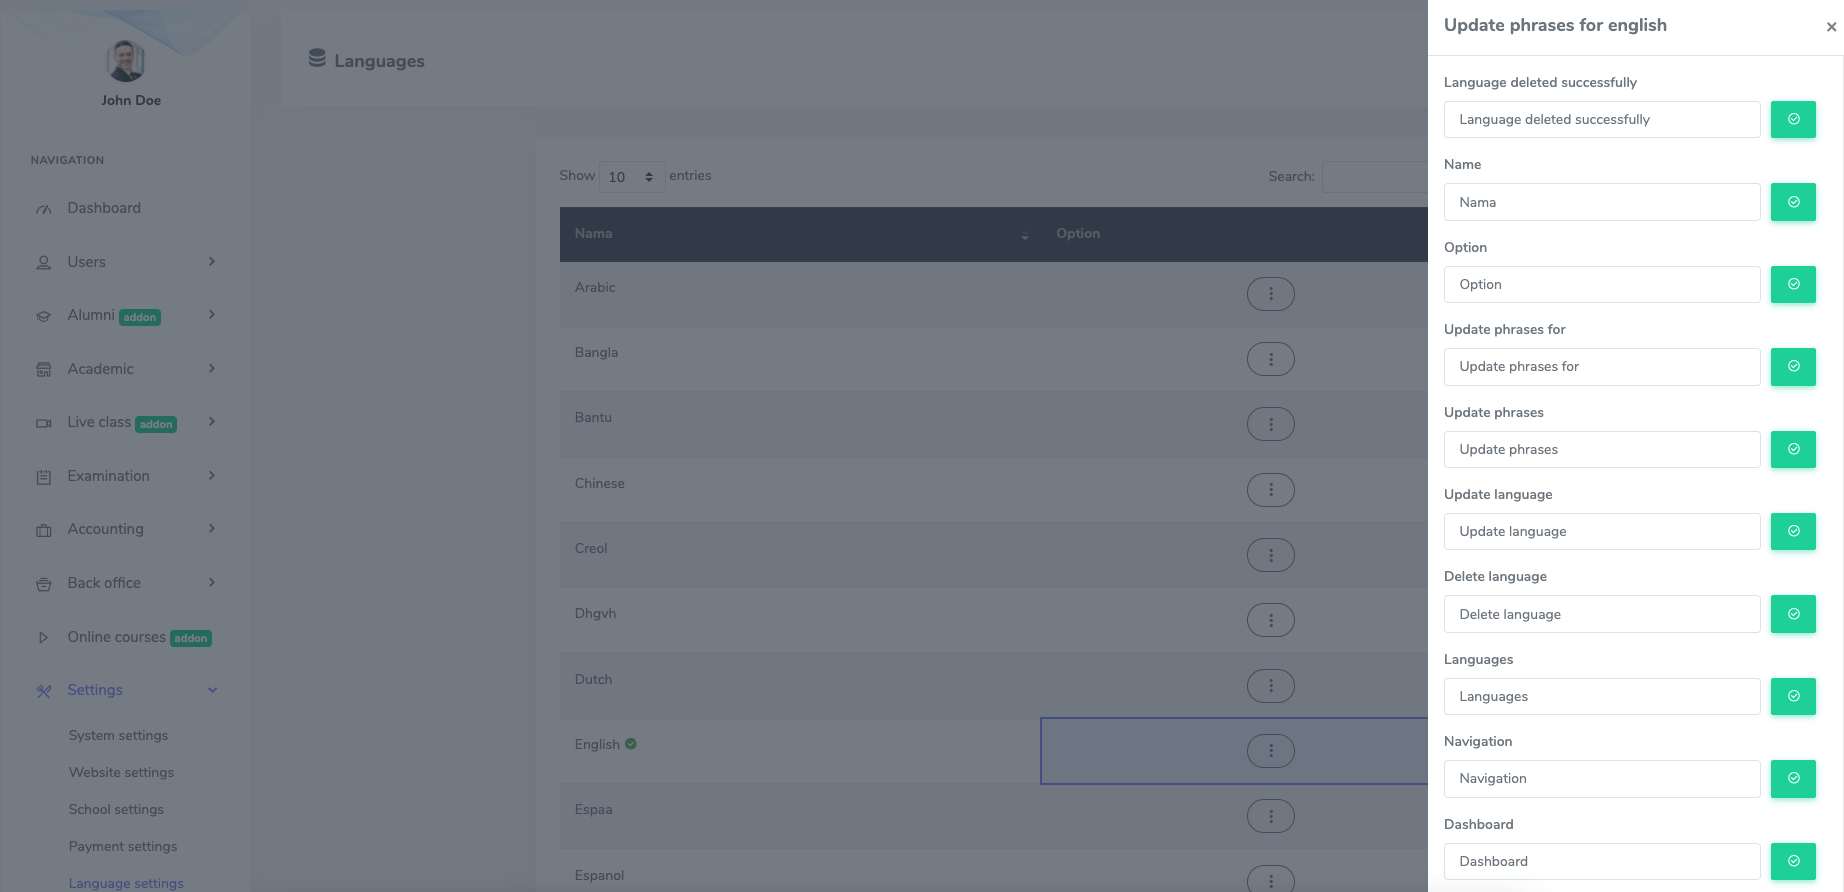 John Doe
NAVIGATION
Dashboard
Users
Alumni addon
Academic
Live class addon
Examination
Accounting
Back office
Online courses addon
Settings
System settings
Website settings
School settings
Payment settings
Language settings
Languages
Show 10 entries
Search:
Nama Option
Arabic
Bangla
Bantu
Chinese
Creol
Dhgvh
Dutch
English
Espaa
Espanol
Update phrases for english ×
Language deleted successfully
Language deleted successfully
Name
Nama
Option
Option
Update phrases for
Update phrases for
Update phrases
Update phrases
Update language
Update language
Delete language
Delete language
Languages
Languages
Navigation
Navigation
Dashboard
Dashboard